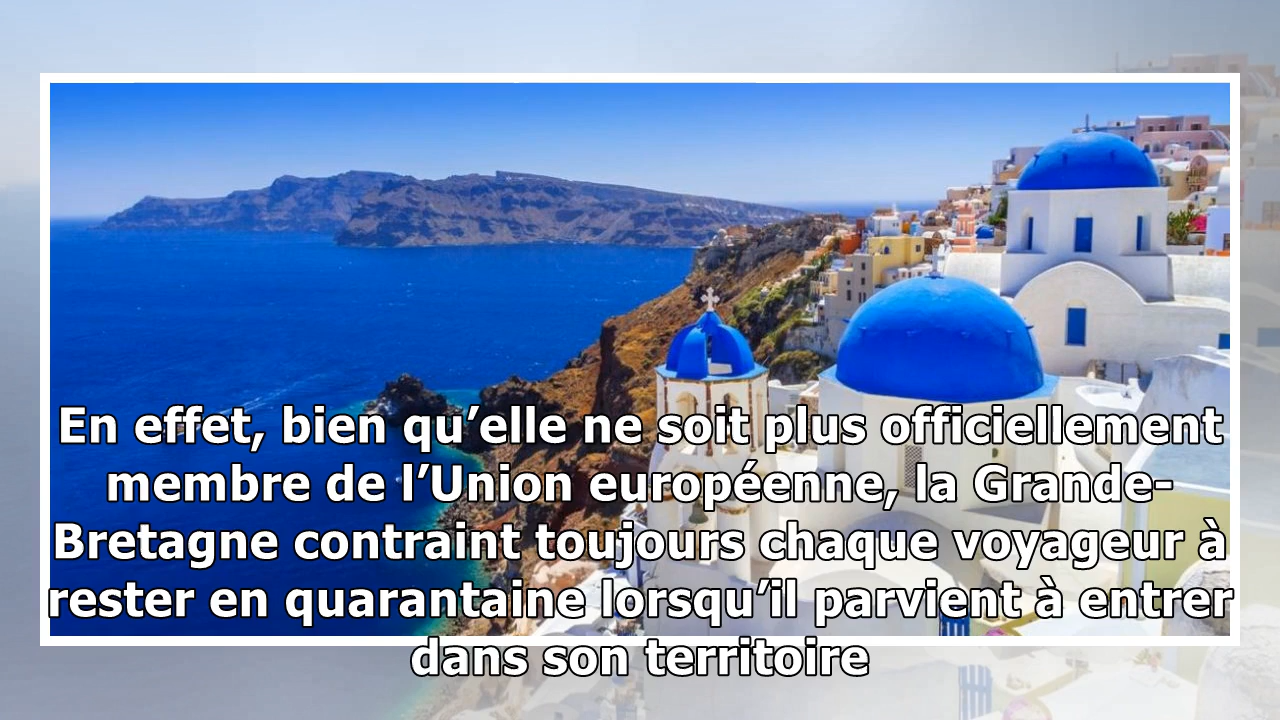 En effet, bien qu’elle ne soit plus officiellement
membre de l’Union européenne, la Grande-
Bretagne contraint toujours chaque voyageur à
rester en quarantaine lorsqu’il parvient à entrer
dans son territoire